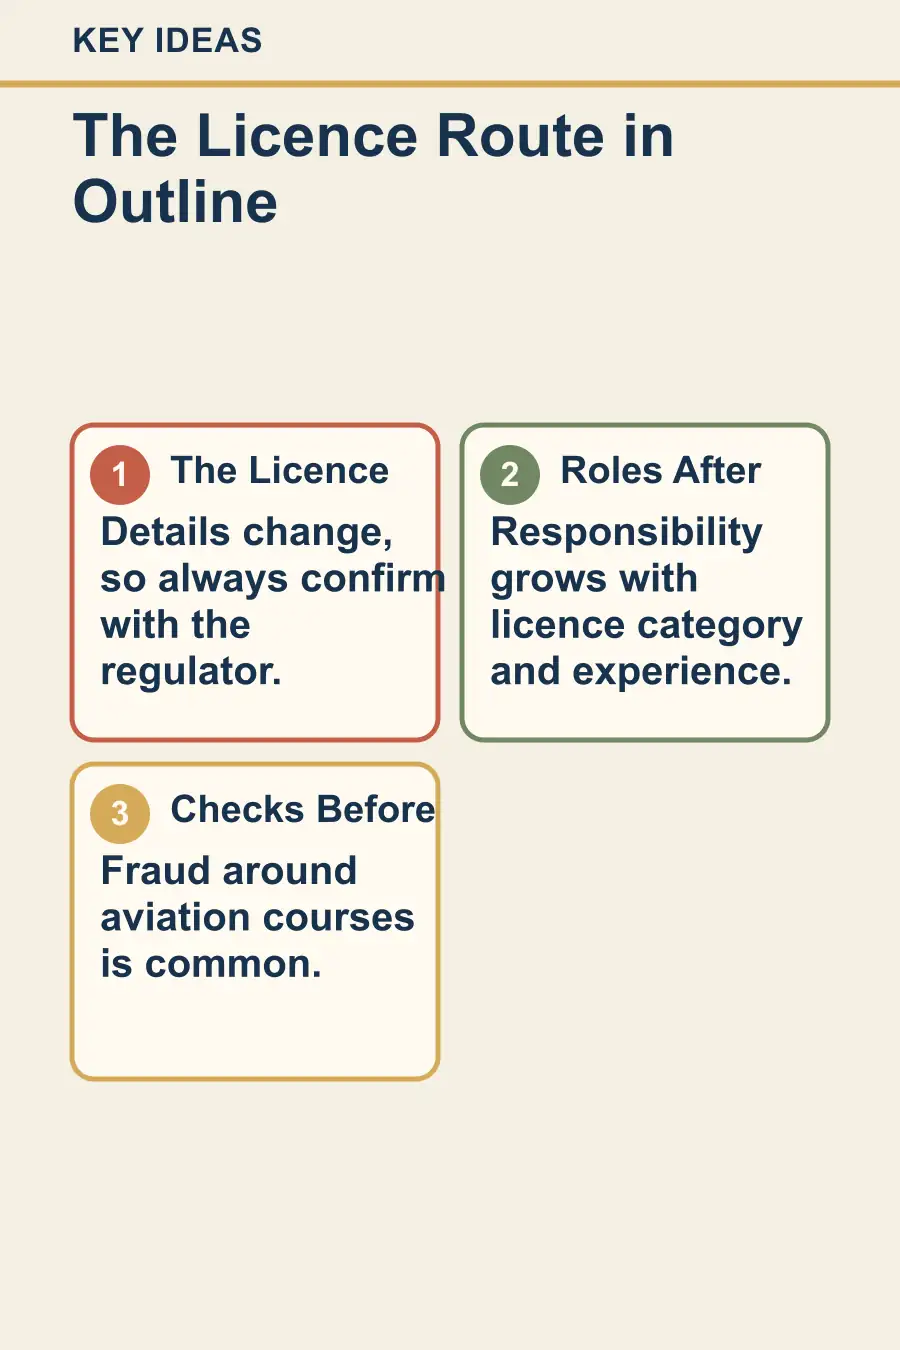 KEY IDEAS
The Licence Route in
Outline
1
The Licence
Details change,
so always confirm
with the
regulator.
2
Roles After
Responsibility
grows with
licence category
and experience.
3
Checks Before
Fraud around
aviation courses
is common.